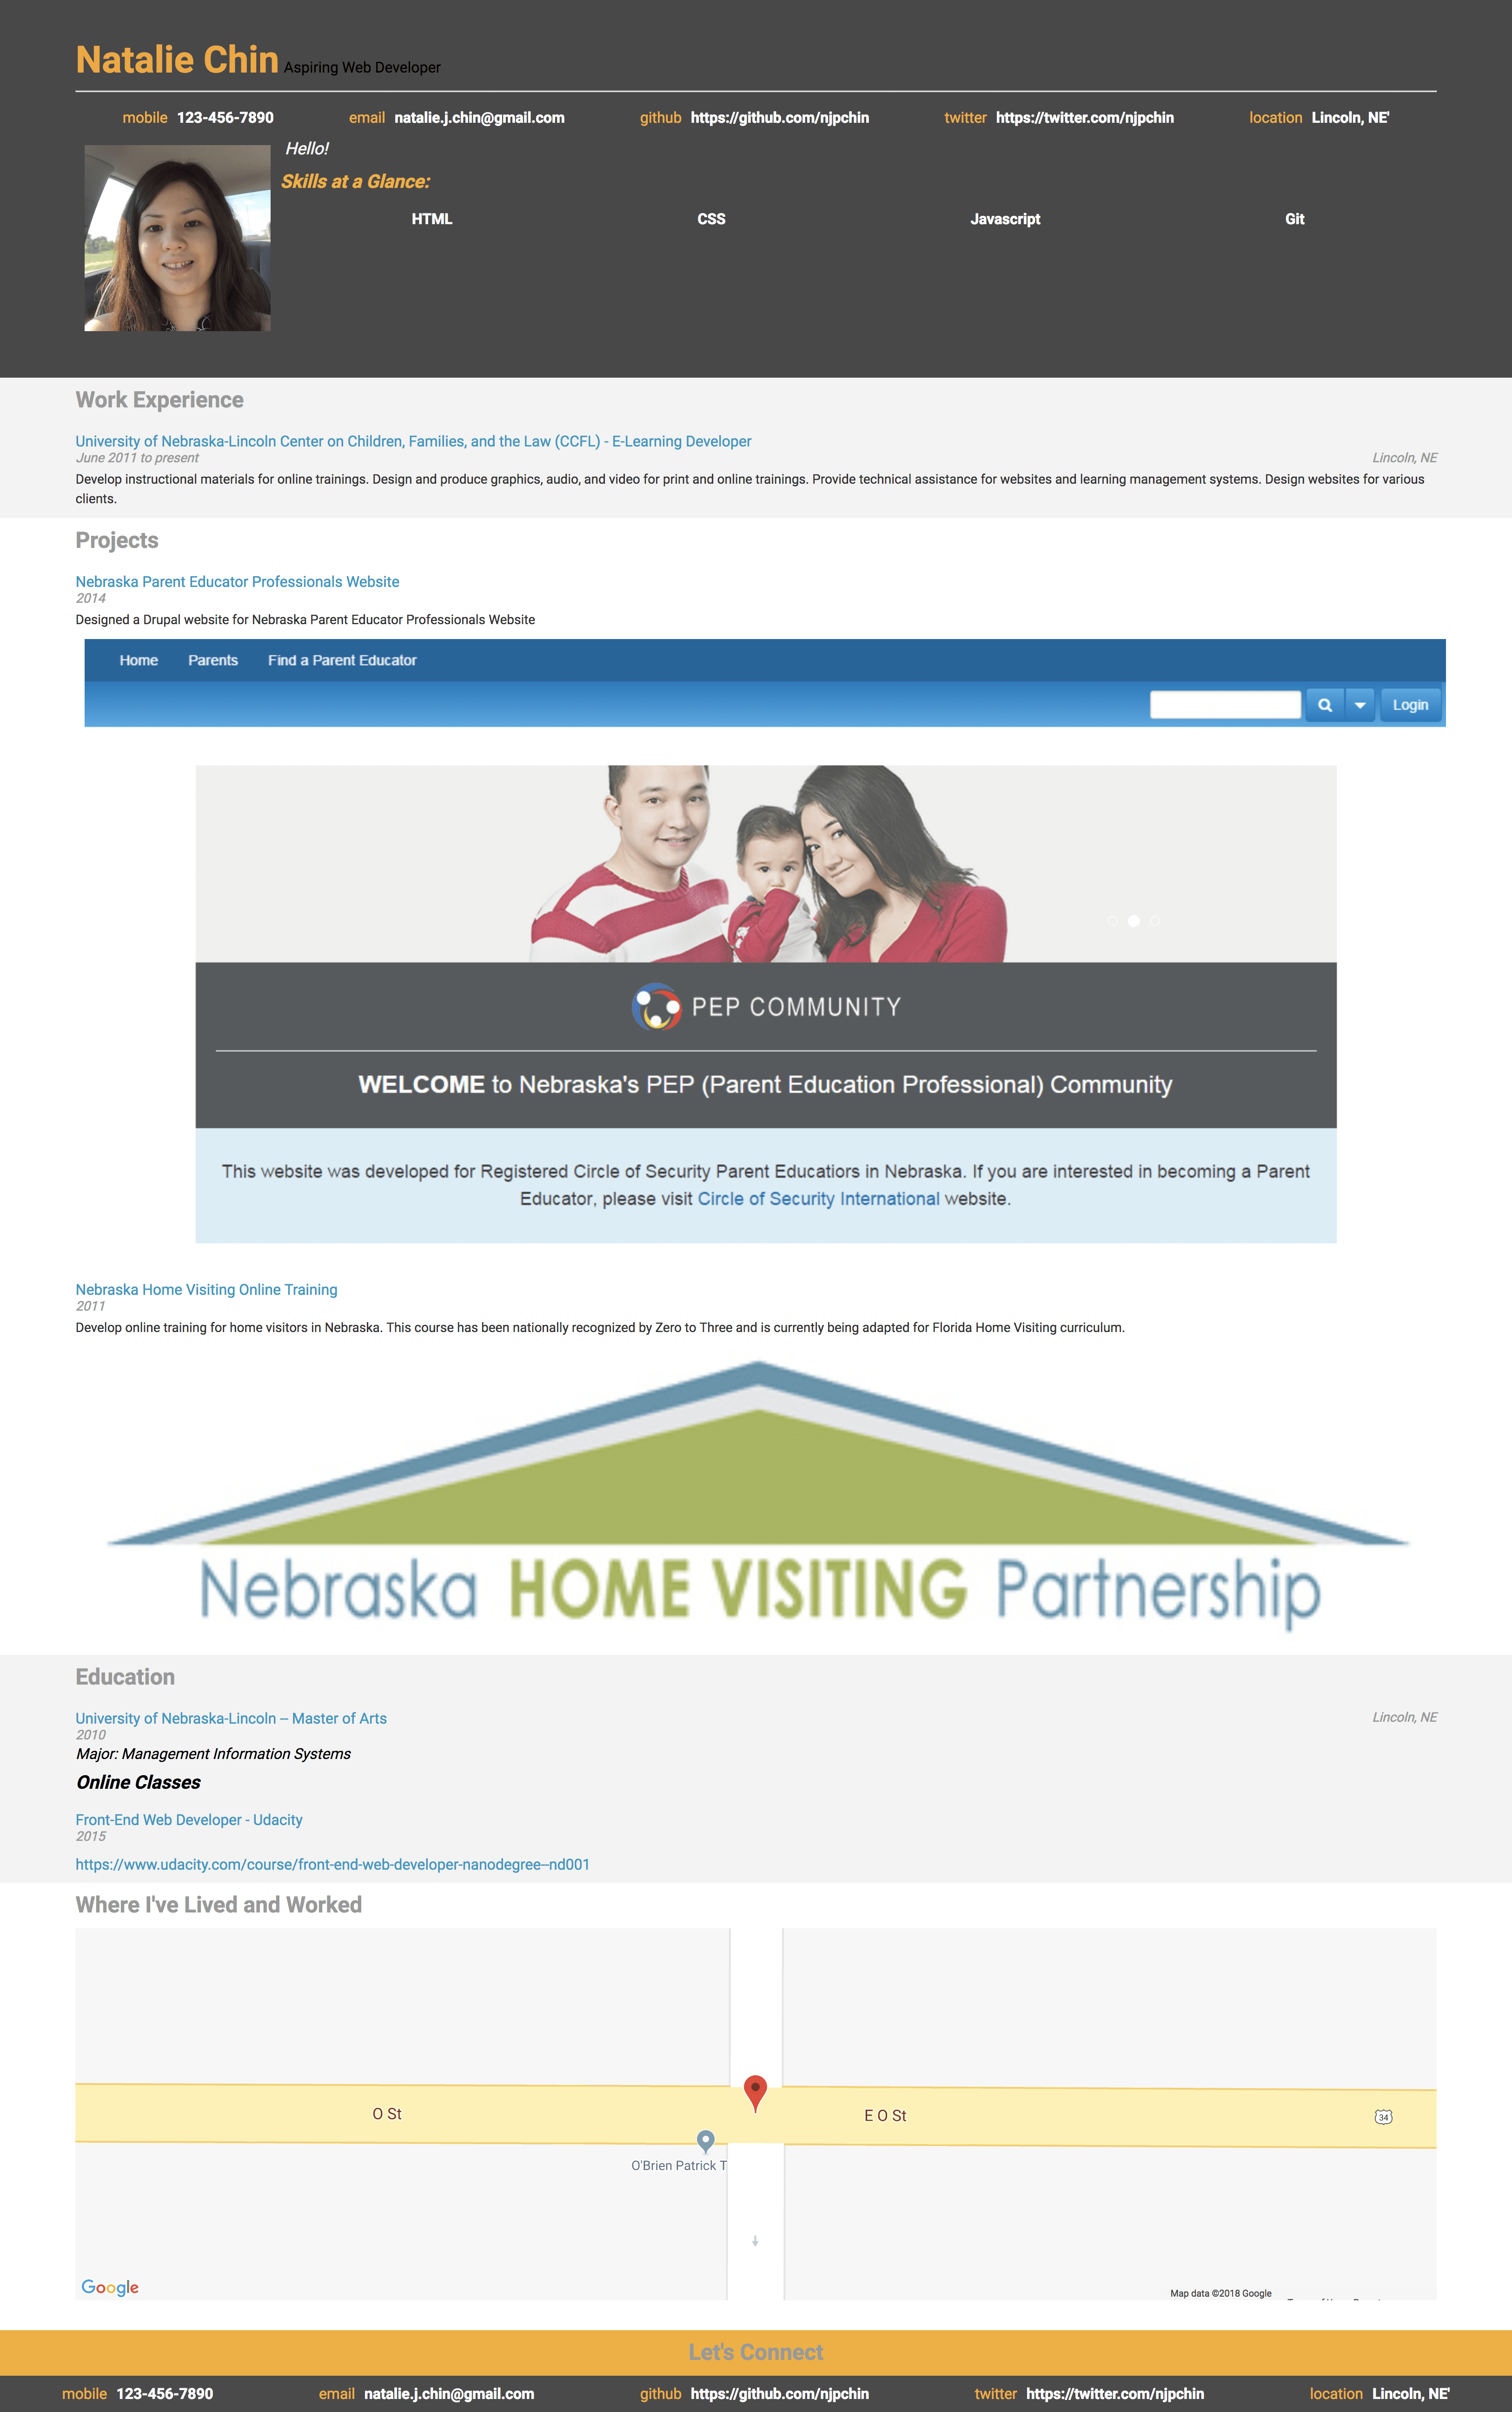 Natalie Chin Aspiring Web Developer
mobile 123-456-7890 email natalie.j.chin@gmail.com github https://github.com/njpchin twitter https://twitter.com/njpchin location Lincoln, NE'
Hello!
Skills at a Glance:
HTML CSS Javascript Git
Work Experience
University of Nebraska-Lincoln Center on Children, Families, and the Law (CCFL) - E-Learning Developer
June 2011 to present Lincoln, NE
Develop instructional materials for online trainings. Design and produce graphics, audio, and video for print and online trainings. Provide technical assistance for websites and learning management systems. Design websites for various
clients.
Projects
Nebraska Parent Educator Professionals Website
2014
Designed a Drupal website for Nebraska Parent Educator Professionals Website
Home Parents Find a Parent Educator
Login
PEP COMMUNITY
WELCOME to Nebraska's PEP (Parent Education Professional) Community
This website was developed for Registered Circle of Security Parent Educatiors in Nebraska. If you are interested in becoming a Parent
Educator, please visit Circle of Security International website.
Nebraska Home Visiting Online Training
2011
Develop online training for home visitors in Nebraska. This course has been nationally recognized by Zero to Three and is currently being adapted for Florida Home Visiting curriculum.
Nebraska HOME VISITING Partnership
Education
University of Nebraska-Lincoln -- Master of Arts Lincoln, NE
2010
Major: Management Information Systems
Online Classes
Front-End Web Developer - Udacity
2015
https://www.udacity.com/course/front-end-web-developer-nanodegree--nd001
Where I've Lived and Worked
O St E O St 34
O'Brien Patrick T
Google
Map data ©2018 Google
Let's Connect
mobile 123-456-7890 email natalie.j.chin@gmail.com github https://github.com/njpchin twitter https://twitter.com/njpchin location Lincoln, NE'